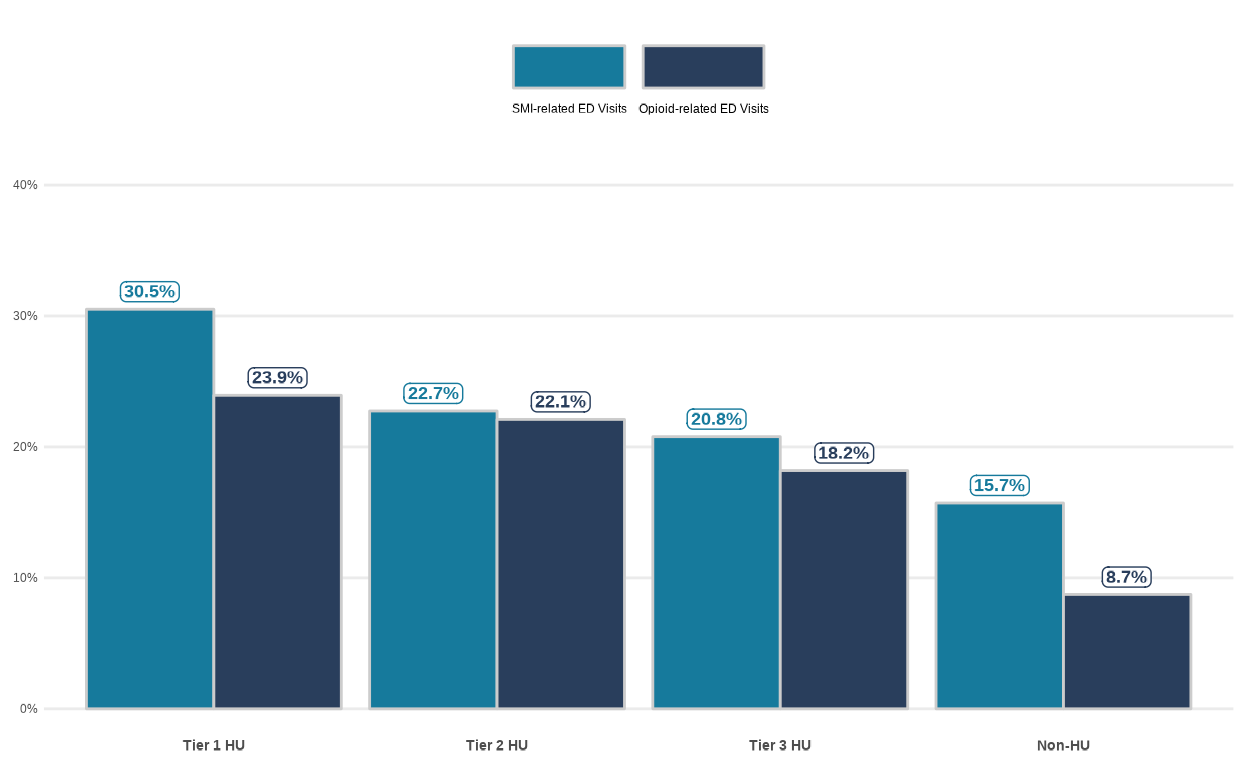 SMI-related ED Visits Opioid-related ED Visits
40%
30%
20%
10%
0%
30.5%
23.9%
22.7%
22.1%
20.8%
18.2%
15.7%
8.7%
Tier 1 HU
Tier 2 HU
Tier 3 HU
Non-HU